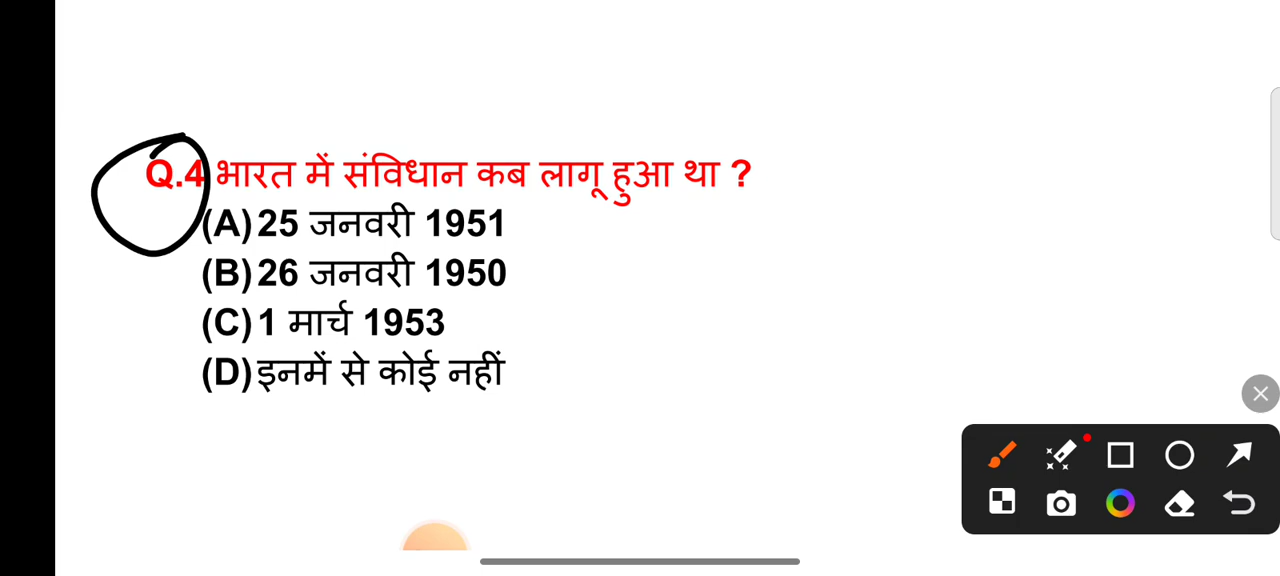 Q.4 भारत में संविधान कब लागू हुआ था ?
(A) 25 जनवरी 1951
(B) 26 जनवरी 1950
(C) 1 मार्च 1953
(D) इनमें से कोई नहीं